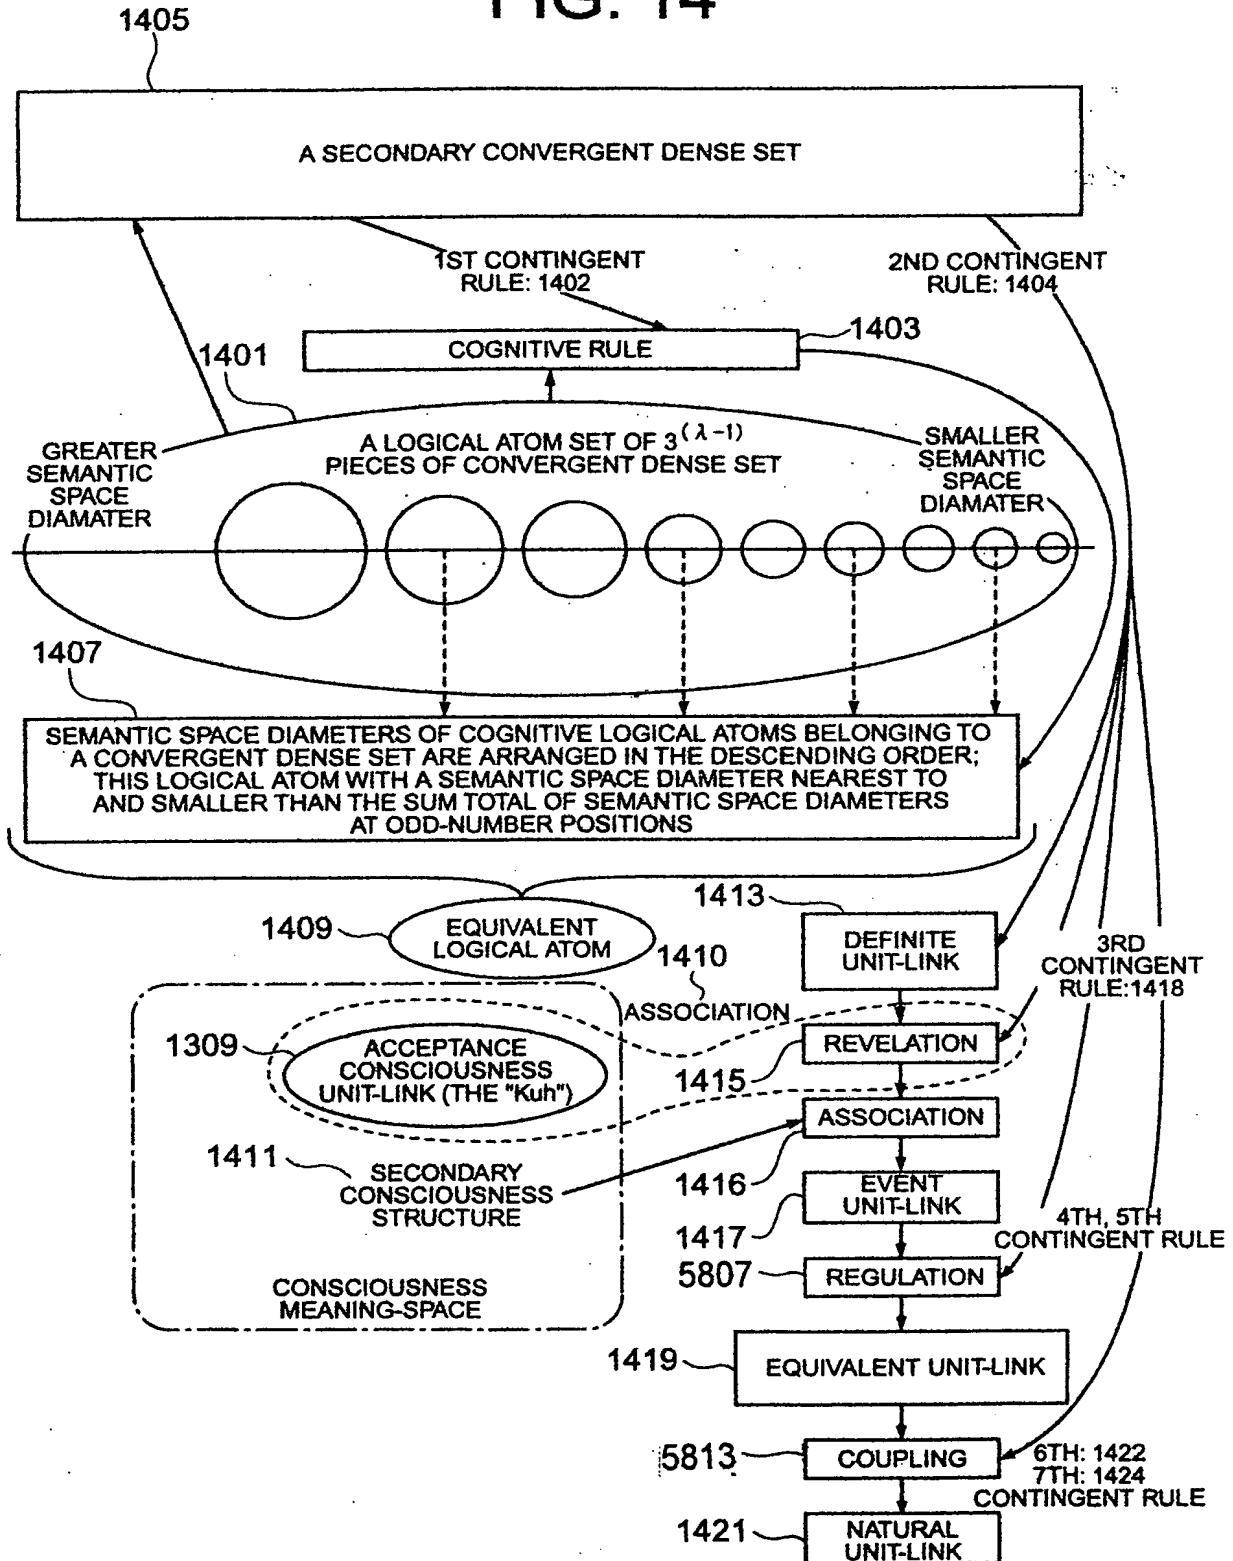 FIG. 14
1405
A SECONDARY CONVERGENT DENSE SET
1ST CONTINGENT
RULE: 1402
2ND CONTINGENT
RULE: 1404
1403
COGNITIVE RULE
1401
A LOGICAL ATOM SET OF 3(λ-1)
PIECES OF CONVERGENT DENSE SET
GREATER
SEMANTIC
SPACE
DIAMATER
SMALLER
SEMANTIC
SPACE
DIAMATER
1407
SEMANTIC SPACE DIAMETERS OF COGNITIVE LOGICAL ATOMS BELONGING TO
A CONVERGENT DENSE SET ARE ARRANGED IN THE DESCENDING ORDER;
THIS LOGICAL ATOM WITH A SEMANTIC SPACE DIAMETER NEAREST TO
AND SMALLER THAN THE SUM TOTAL OF SEMANTIC SPACE DIAMETERS
AT ODD-NUMBER POSITIONS
1409
EQUIVALENT
LOGICAL ATOM
1413
DEFINITE
UNIT-LINK
1410
ASSOCIATION
3RD
CONTINGENT
RULE:1418
1309
ACCEPTANCE
CONSCIOUSNESS
UNIT-LINK (THE "Kuh")
REVELATION
1415
ASSOCIATION
1416
1411
SECONDARY
CONSCIOUSNESS
STRUCTURE
EVENT
UNIT-LINK
1417
4TH, 5TH
CONTINGENT RULE
5807
REGULATION
CONSCIOUSNESS
MEANING-SPACE
1419
EQUIVALENT UNIT-LINK
5813
COUPLING
6TH: 1422
7TH: 1424
CONTINGENT RULE
1421
NATURAL
UNIT-LINK